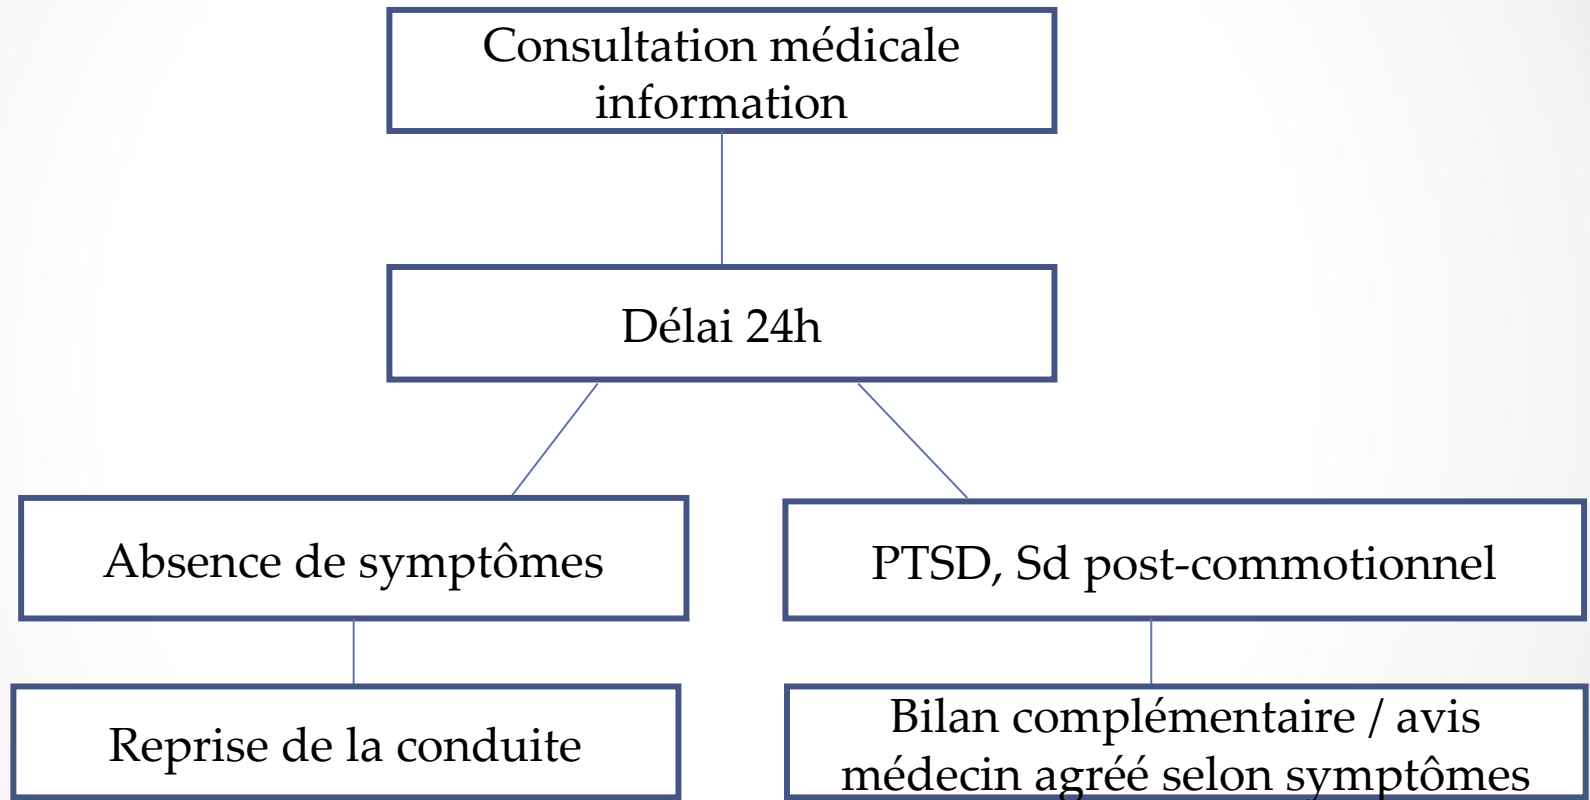 Consultation médicale
information
Délai 24h
Absence de symptômes
PTSD, Sd post-commotionnel
Reprise de la conduite
Bilan complémentaire / avis
médecin agréé selon symptômes